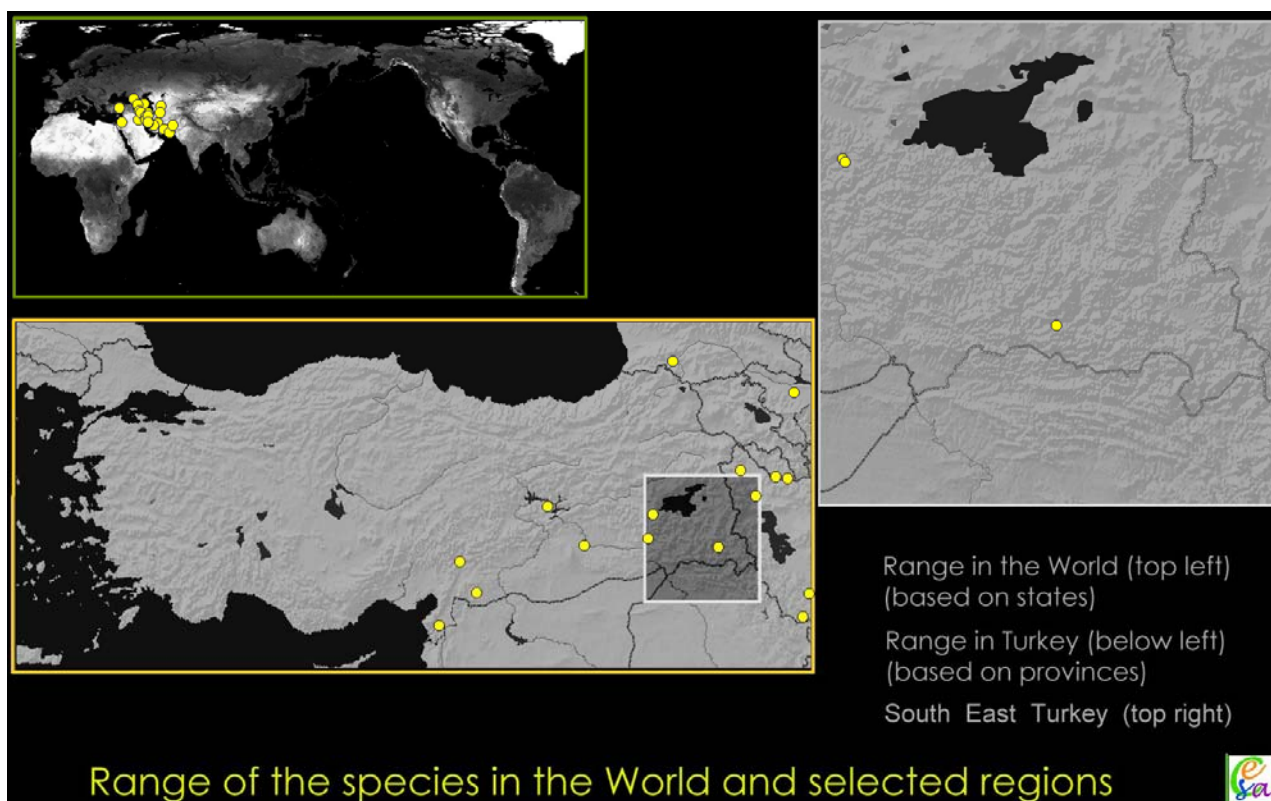 Range in the World (top left)
(based on states)
Range in Turkey (below left)
(based on provinces)
South East Turkey (top right)
Range of the species in the World and selected regions
esa